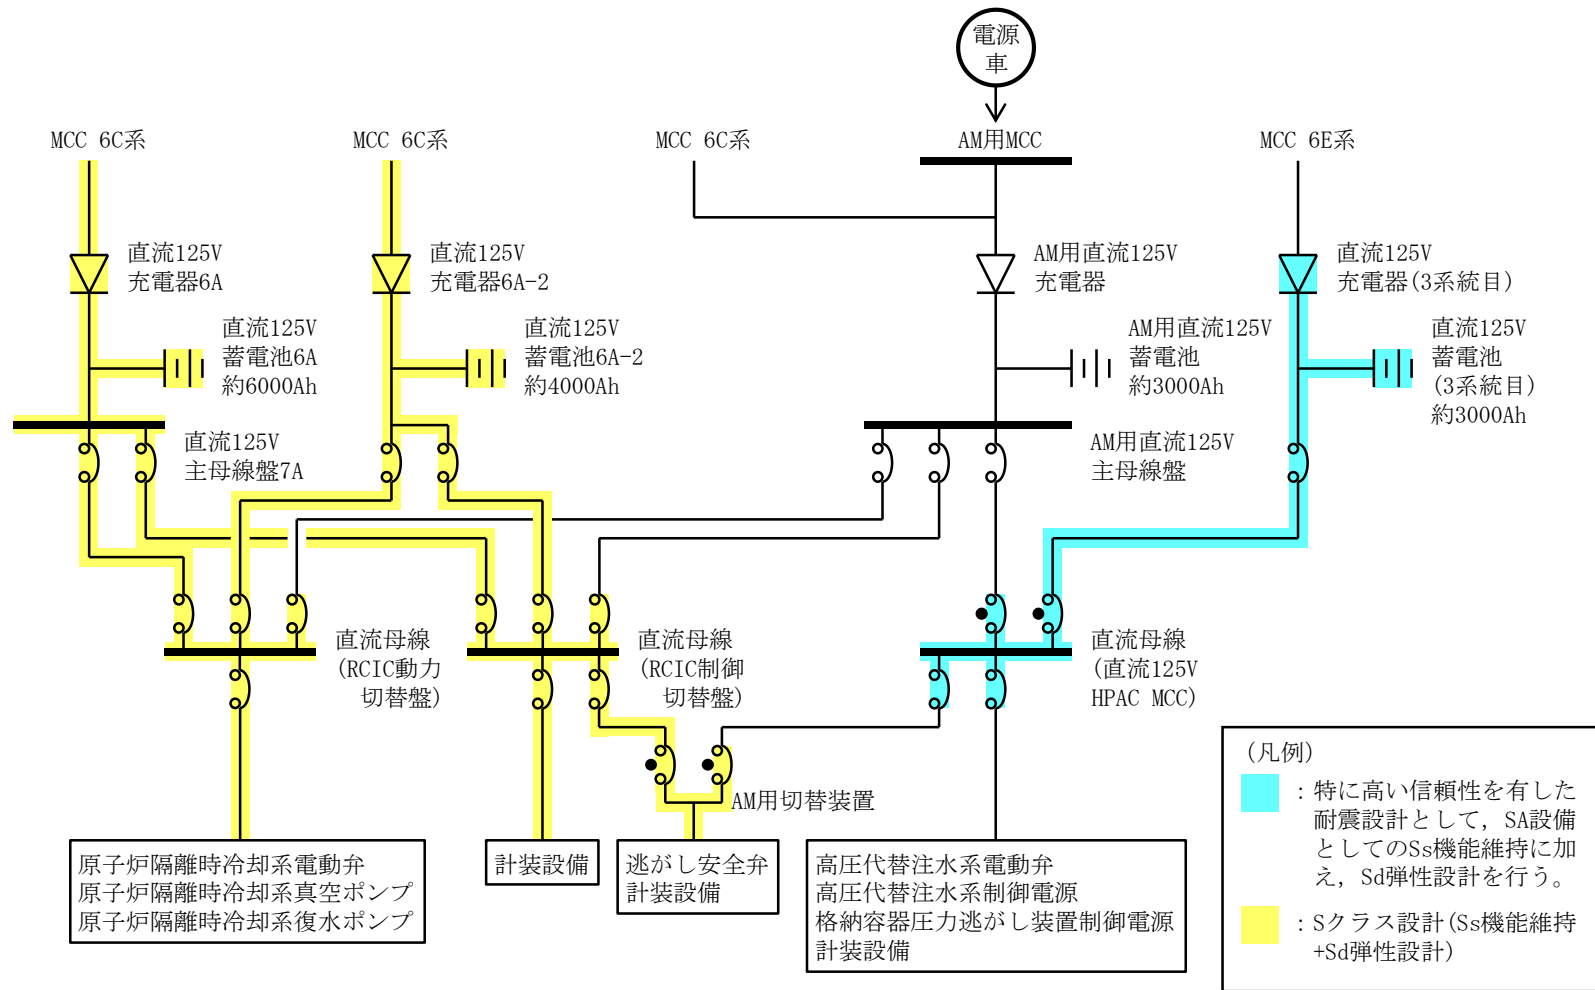 電源
車
MCC 6C系
MCC 6C系
MCC 6C系
AM用MCC
MCC 6E系
直流125V
充電器6A
直流125V
充電器6A-2
AM用直流125V
充電器
直流125V
充電器(3系統目)
直流125V
蓄電池6A
約6000Ah
直流125V
蓄電池6A-2
約4000Ah
AM用直流125V
蓄電池
約3000Ah
直流125V
蓄電池
(3系統目)
約3000Ah
直流125V
主母線盤7A
AM用直流125V
主母線盤
直流母線
(RCIC動力
切替盤)
直流母線
(RCIC制御
切替盤)
直流母線
(直流125V
HPAC MCC)
AM用切替装置
原子炉隔離時冷却系電動弁
原子炉隔離時冷却系真空ポンプ
原子炉隔離時冷却系復水ポンプ
計装設備
逃がし安全弁
計装設備
高圧代替注水系電動弁
高圧代替注水系制御電源
格納容器圧力逃がし装置制御電源
計装設備
(凡例)
：特に高い信頼性を有した
耐震設計として，SA設備
としてのSs機能維持に加
え，Sd弾性設計を行う。
：Sクラス設計(Ss機能維持
+Sd弾性設計)